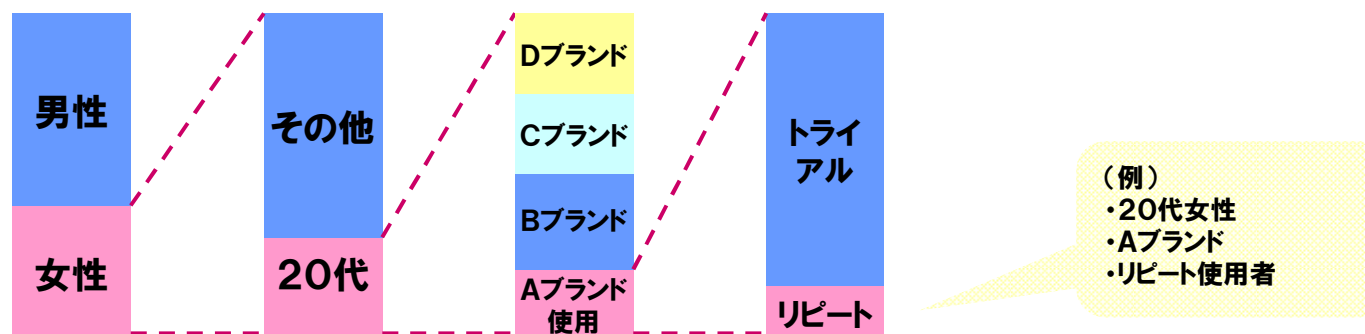 男性
女性
その他
20代
Dブランド
Cブランド
Bブランド
Aブランド
使用
トライ
アル
リピート
（例）
・20代女性
・Aブランド
・リピート使用者